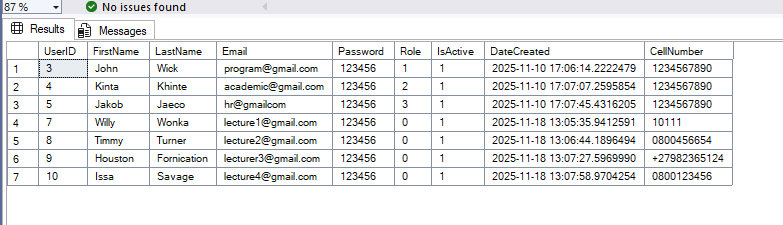 87 % No issues found
Results Messages
UserID FirstName LastName Email Password Role IsActive DateCreated CellNumber
1 3 John Wick program@gmail.com 123456 1 1 2025-11-10 17:06:14.2222479 1234567890
2 4 Kinta Khinte academic@gmail.com 123456 2 1 2025-11-10 17:07:07.2595854 1234567890
3 5 Jakob Jaeco hr@gmailcom 123456 3 1 2025-11-10 17:07:45.4316205 1234567890
4 7 Willy Wonka lecture1@gmail.com 123456 0 1 2025-11-18 13:05:35.9412591 10111
5 8 Timmy Turner lecture2@gmail.com 123456 0 1 2025-11-18 13:06:44.1896494 0800456654
6 9 Houston Fornication lecturer3@gmail.com 123456 0 1 2025-11-18 13:07:27.5969990 +27982365124
7 10 Issa Savage lecture4@gmail.com 123456 0 1 2025-11-18 13:07:58.9704254 0800123456